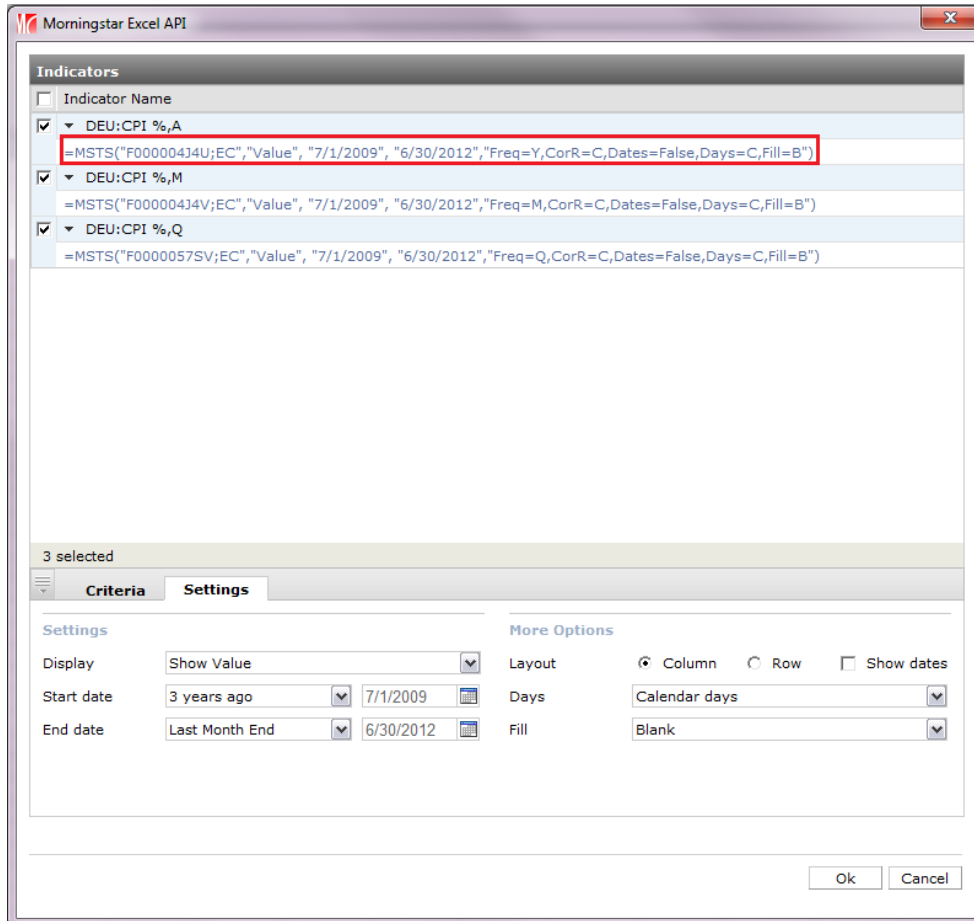 Morningstar Excel API
Indicators
Indicator Name
DEU:CPI %,A
=MSTS("F000004J4U;EC","Value", "7/1/2009", "6/30/2012","Freq=Y,CorR=C,Dates=False,Days=C,Fill=B")
DEU:CPI %,M
=MSTS("F000004J4V;EC","Value", "7/1/2009", "6/30/2012","Freq=M,CorR=C,Dates=False,Days=C,Fill=B")
DEU:CPI %,Q
=MSTS("F0000057SV;EC","Value", "7/1/2009", "6/30/2012","Freq=Q,CorR=C,Dates=False,Days=C,Fill=B")
3 selected
Criteria Settings
Settings More Options
Display Show Value Layout Column Row Show dates
Start date 3 years ago 7/1/2009 Days Calendar days
End date Last Month End 6/30/2012 Fill Blank
Ok Cancel